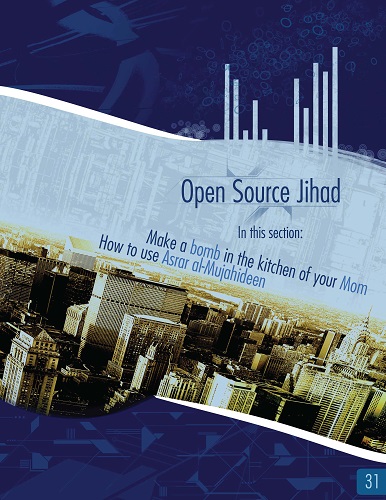 Open Source Jihad
In this section:
Make a bomb in the kitchen of your Mom
How to use Asrar al-Mujahideen
31